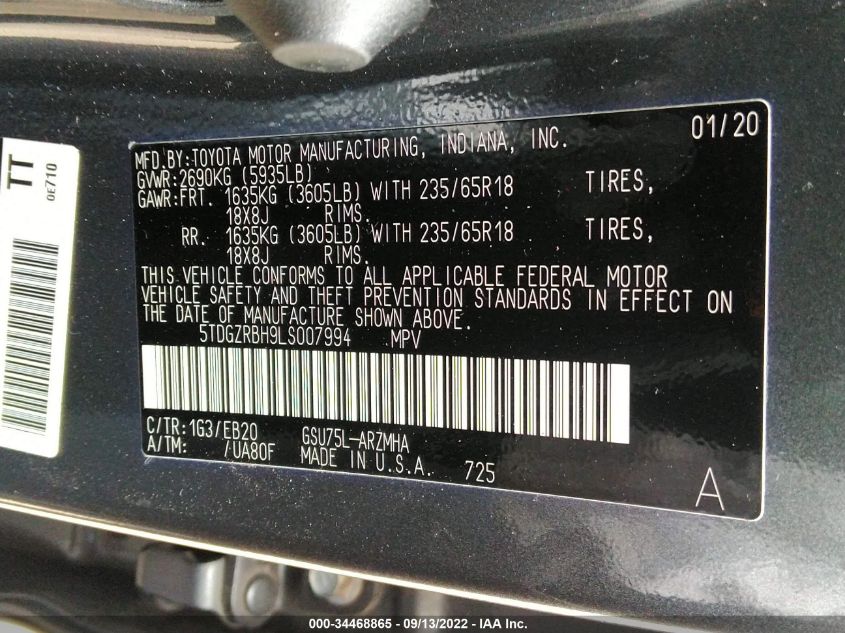 TT
0E710
01/20
MFD.BY:TOYOTA MOTOR MANUFACTURING, INDIANA, INC.
GVWR:2690KG (5935LB)
GAWR:FRT. 1635KG (3605LB) WITH 235/65R18 TIRES,
18X8J RIMS.
RR. 1635KG (3605LB) WITH 235/65R18 TIRES,
18X8J RIMS.
THIS VEHICLE CONFORMS TO ALL APPLICABLE FEDERAL MOTOR
VEHICLE SAFETY AND THEFT PREVENTION STANDARDS IN EFFECT ON
THE DATE OF MANUFACTURE SHOWN ABOVE.
5TDGZRBH9LS007994 MPV
C/TR:1G3/EB20 GSU75L-ARZMHA
A/TM: /UA80F MADE IN U.S.A. 725
A
000-34468865 - 09/13/2022 - IAA Inc.